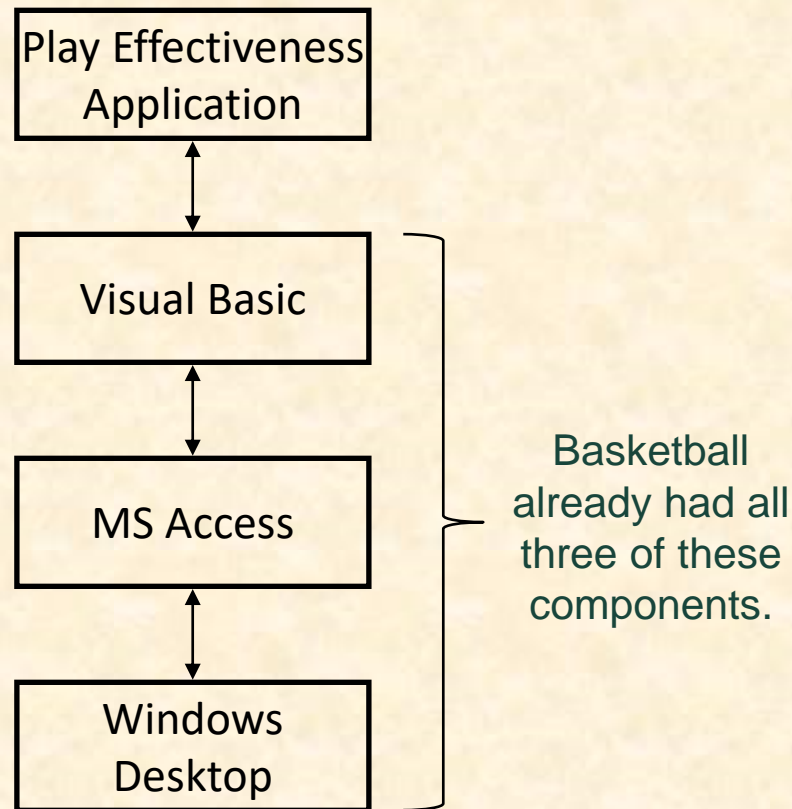 Play Effectiveness
Application
Visual Basic
MS Access
Basketball
already had all
three of these
components.
Windows
Desktop